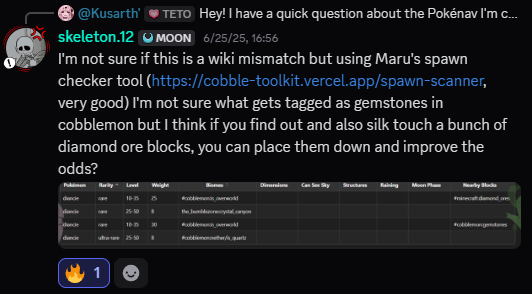 @Kusarth' TETO Hey! I have a quick question about the Pokénav I'm c...
skeleton.12 MOON 6/25/25, 16:56
I'm not sure if this is a wiki mismatch but using Maru's spawn
checker tool (https://cobble-toolkit.vercel.app/spawn-scanner,
very good) I'm not sure what gets tagged as gemstones in
cobblemon but I think if you find out and also silk touch a bunch of
diamond ore blocks, you can place them down and improve the
odds?
Pokémon Rarity Level Weight Biomes Dimensions Can See Sky Structures Raining Moon Phase Nearby Blocks
diancie rare 10-35 25 #cobblemon:is_overworld #minecraft:diamond_ores
diancie rare 25-50 8
diancie rare 10-35 30 #cobblemon:is_overworld #cobblemon:gemstones
diancie ultra-rare 25-50 8 #cobblemon:nether/is_quartz
1